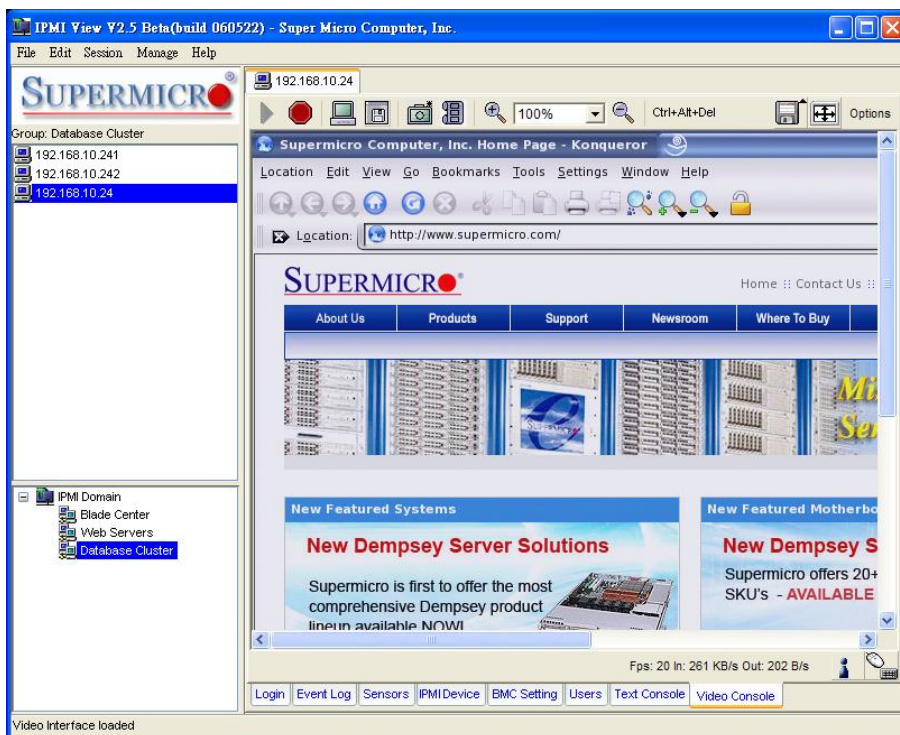 IPMI View V2.5 Beta(build 060522) - Super Micro Computer, Inc.
File Edit Session Manage Help
SUPERMICRO®
Group: Database Cluster
192.168.10.241
192.168.10.242
192.168.10.24
IPMI Domain
Blade Center
Web Servers
Database Cluster
192.168.10.24
100%
Ctrl+Alt+Del
Options
Supermicro Computer, Inc. Home Page - Konqueror
Location Edit View Go Bookmarks Tools Settings Window Help
Location: http://www.supermicro.com/
SUPERMICRO®
Home :: Contact Us ::
About Us Products Support Newsroom Where To Buy
New Featured Systems
New Dempsey Server Solutions
Supermicro is first to offer the most
comprehensive Dempsey product
lineup available NOW!
New Featured Motherbo
New Dempsey S
Supermicro offers 20+
SKU's - AVAILABLE
Fps: 20 In: 261 KB/s Out: 202 B/s
Login Event Log Sensors IPMI Device BMC Setting Users Text Console Video Console
Video Interface loaded